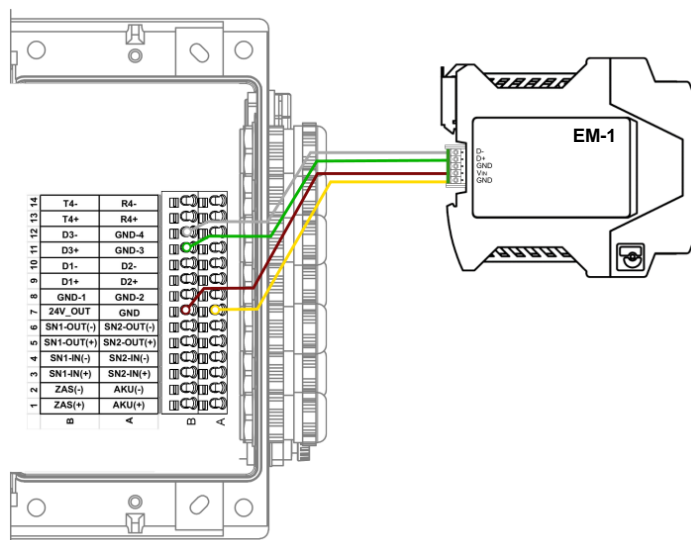 EM-1
D-
D+
GND
VIN
GND
14 T4- R4-
13 T4+ R4+
12 D3- GND-4
11 D3+ GND-3
10 D1- D2-
9 D1+ D2+
8 GND-1 GND-2
7 24V_OUT GND
6 SN1-OUT(-) SN2-OUT(-)
5 SN1-OUT(+) SN2-OUT(+)
4 SN1-IN(-) SN2-IN(-)
3 SN1-IN(+) SN2-IN(+)
2 ZAS(-) AKU(-)
1 ZAS(+) AKU(+)
B A B A